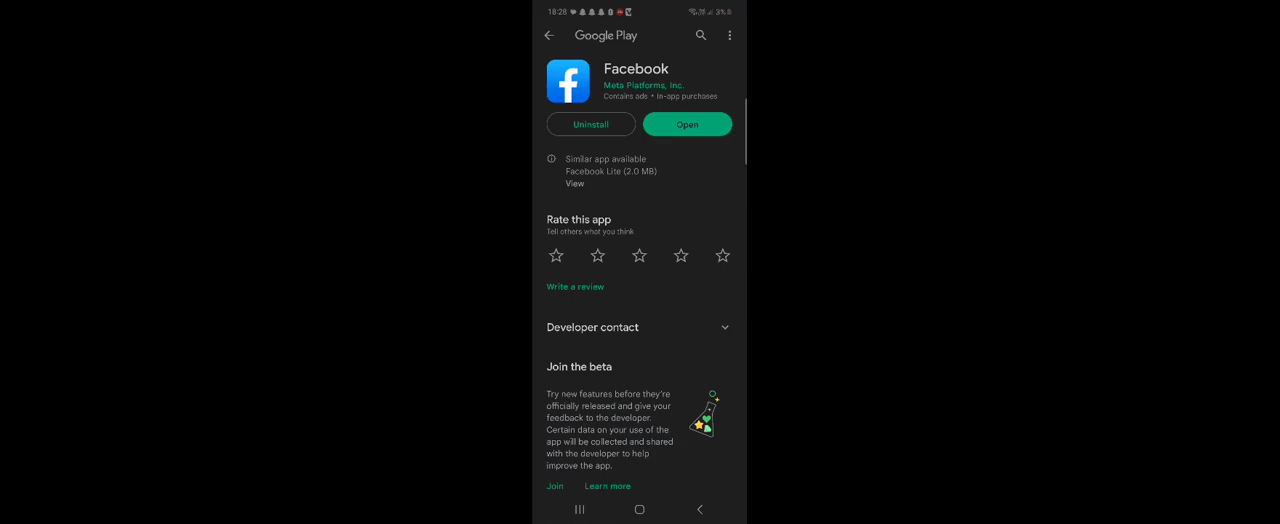 18:28 3%
Google Play
Facebook
Meta Platforms, Inc.
Contains ads • In-app purchases
Uninstall Open
Similar app available
Facebook Lite (2.0 MB)
View
Rate this app
Tell others what you think
Write a review
Developer contact
Join the beta
Try new features before they're
officially released and give your
feedback to the developer.
Certain data on your use of the
app will be collected and shared
with the developer to help
improve the app.
Join Learn more